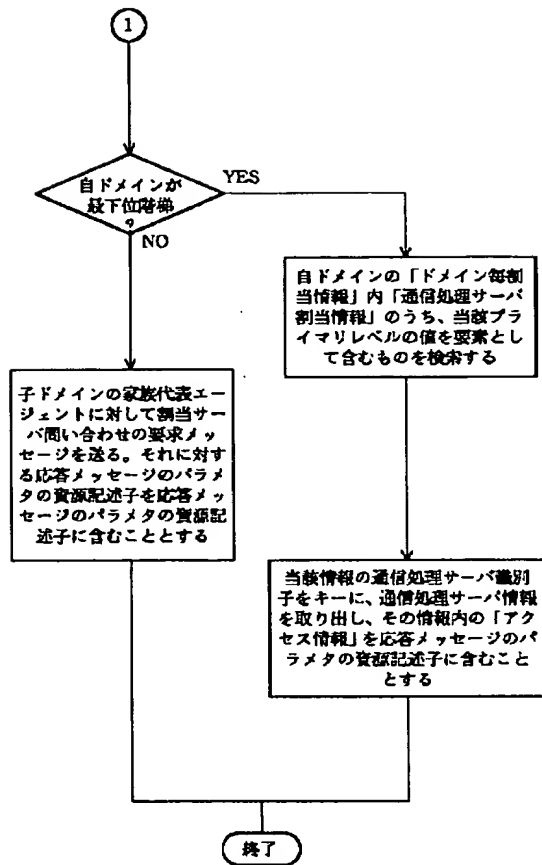 1
自ドメインが
最下位階梯
?
YES
NO
自ドメインの「ドメイン毎割
当情報」内「通信処理サーバ
割当情報」のうち、当該プラ
イマリレベルの値を要素とし
て含むものを検索する
子ドメインの家族代表エー
ジェントに対して割当サー
バ問い合わせの要求メッ
セージを送る。それに対す
る応答メッセージのパラメ
タの資源記述子を応答メッ
セージのパラメタの資源記
述子に含むこととする
当該情報の通信処理サーバ識別
子をキーに、通信処理サーバ情報
を取り出し、その情報内の「アク
セス情報」を応答メッセージのパ
ラメタの資源記述子に含むこと
とする
終了